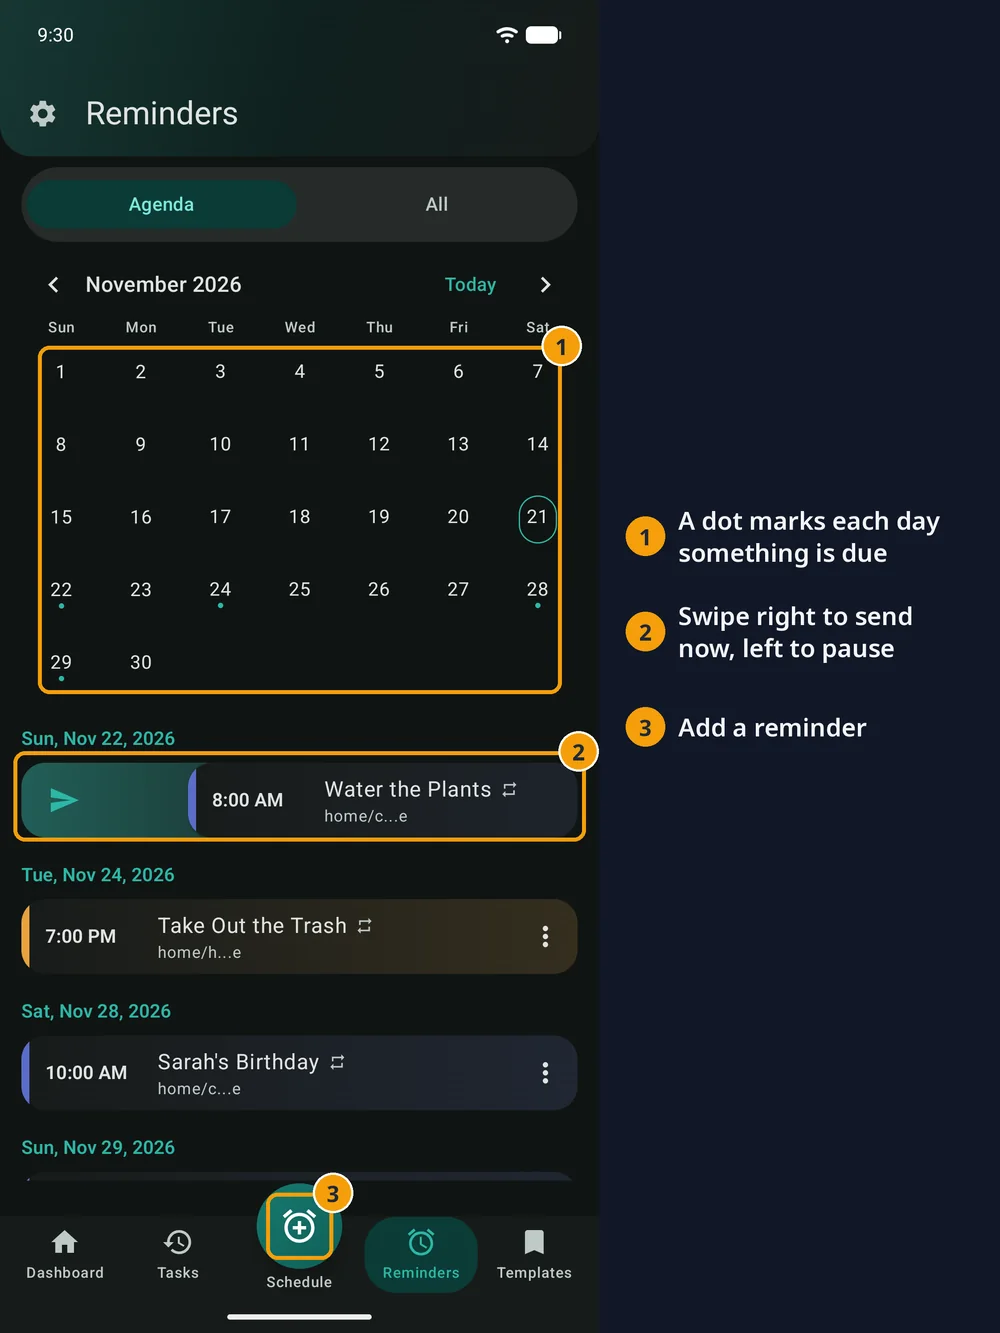 9:30
Reminders
Agenda
All
November 2026
Today
Sun Mon Tue Wed Thu Fri Sat
1
1 2 3 4 5 6 7
8 9 10 11 12 13 14
15 16 17 18 19 20 21
22 23 24 25 26 27 28
29 30
Sun, Nov 22, 2026
2
8:00 AM
Water the Plants
home/c...e
Tue, Nov 24, 2026
7:00 PM
Take Out the Trash
home/h...e
Sat, Nov 28, 2026
10:00 AM
Sarah's Birthday
home/c...e
Sun, Nov 29, 2026
3
Dashboard
Tasks
Schedule
Reminders
Templates
1
A dot marks each day
something is due
2
Swipe right to send
now, left to pause
3
Add a reminder